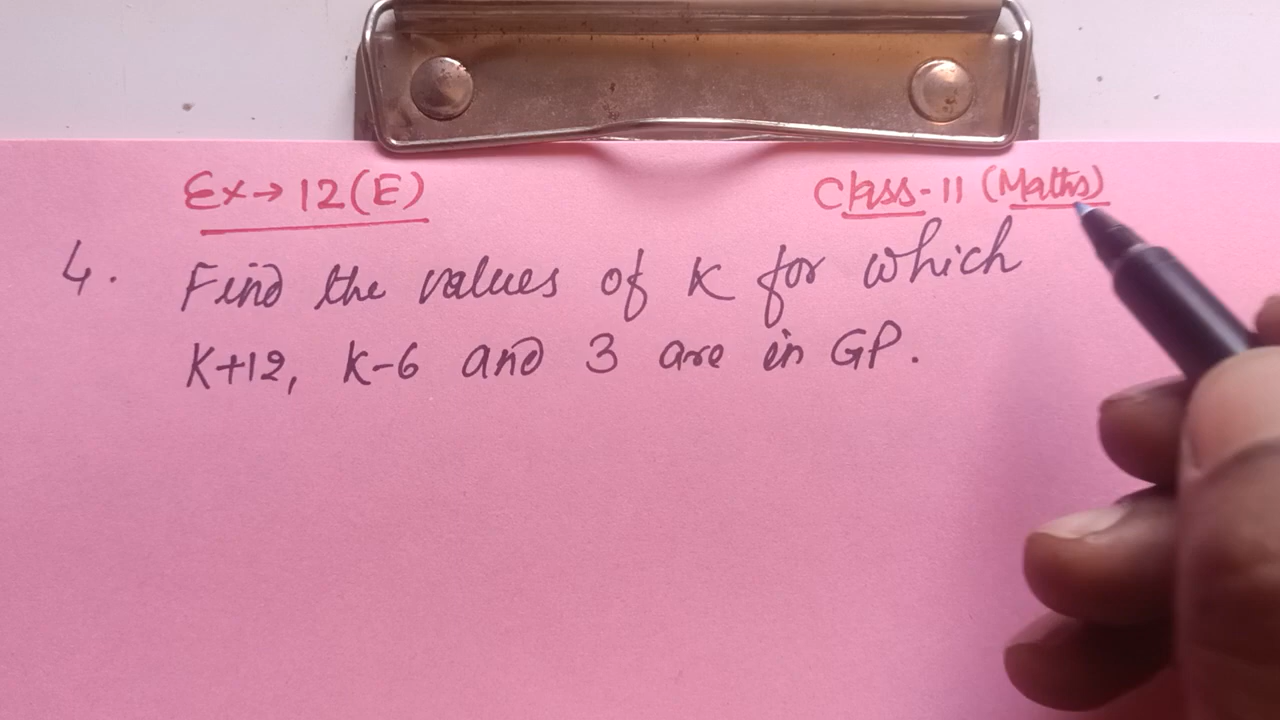 Ex→12(E)
Class-11 (Maths)
4. Find the values of K for which
K+12, K-6 and 3 are in GP.